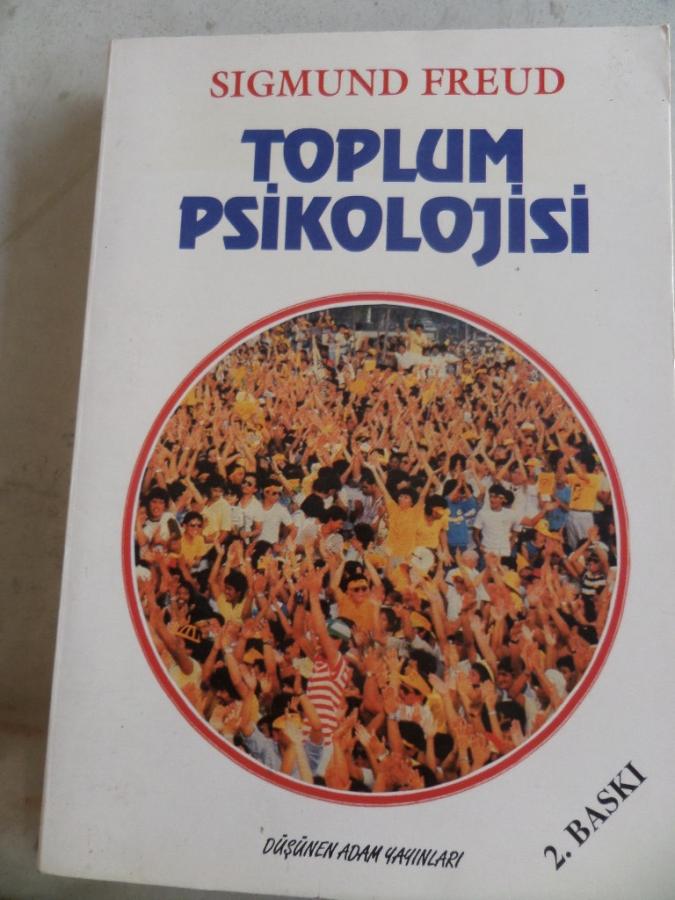 SIGMUND FREUD
TOPLUM
PSİKOLOJİSİ
2. BASKI
DÜŞÜNEN ADAM YAYINLARI